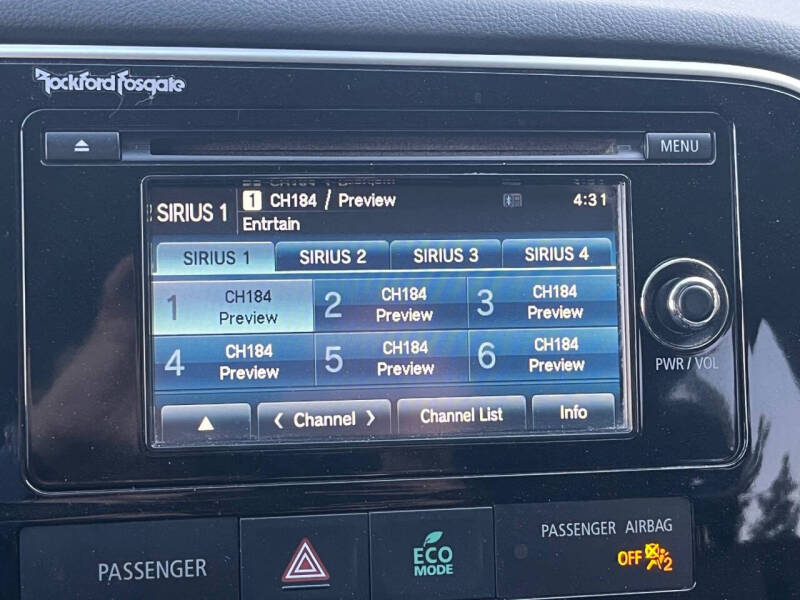 Rockford Fosgate
MENU
SIRIUS 1
1 CH184 / Preview
4:31
Entrtain
SIRIUS 1 SIRIUS 2 SIRIUS 3 SIRIUS 4
1 CH184 Preview
2 CH184 Preview
3 CH184 Preview
4 CH184 Preview
5 CH184 Preview
6 CH184 Preview
< Channel > Channel List Info
PWR / VOL
PASSENGER
ECO
MODE
PASSENGER AIRBAG
OFF 2